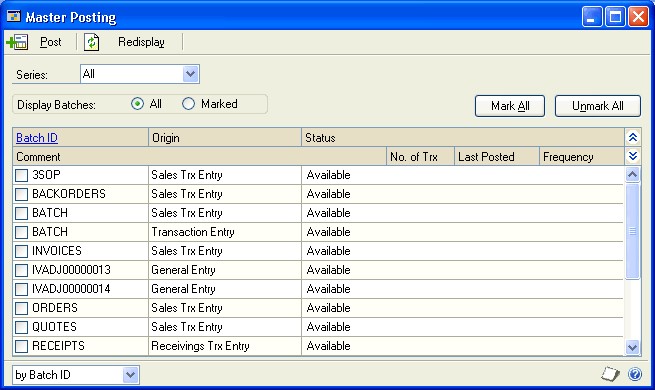 Master Posting
Post Redisplay
Series: All
Display Batches: All Marked Mark All Unmark All
Batch ID Origin Status
Comment No. of Trx Last Posted Frequency
3SOP Sales Trx Entry Available
BACKORDERS Sales Trx Entry Available
BATCH Sales Trx Entry Available
BATCH Transaction Entry Available
INVOICES Sales Trx Entry Available
IVADJ00000013 General Entry Available
IVADJ00000014 General Entry Available
ORDERS Sales Trx Entry Available
QUOTES Sales Trx Entry Available
RECEIPTS Receivings Trx Entry Available
by Batch ID